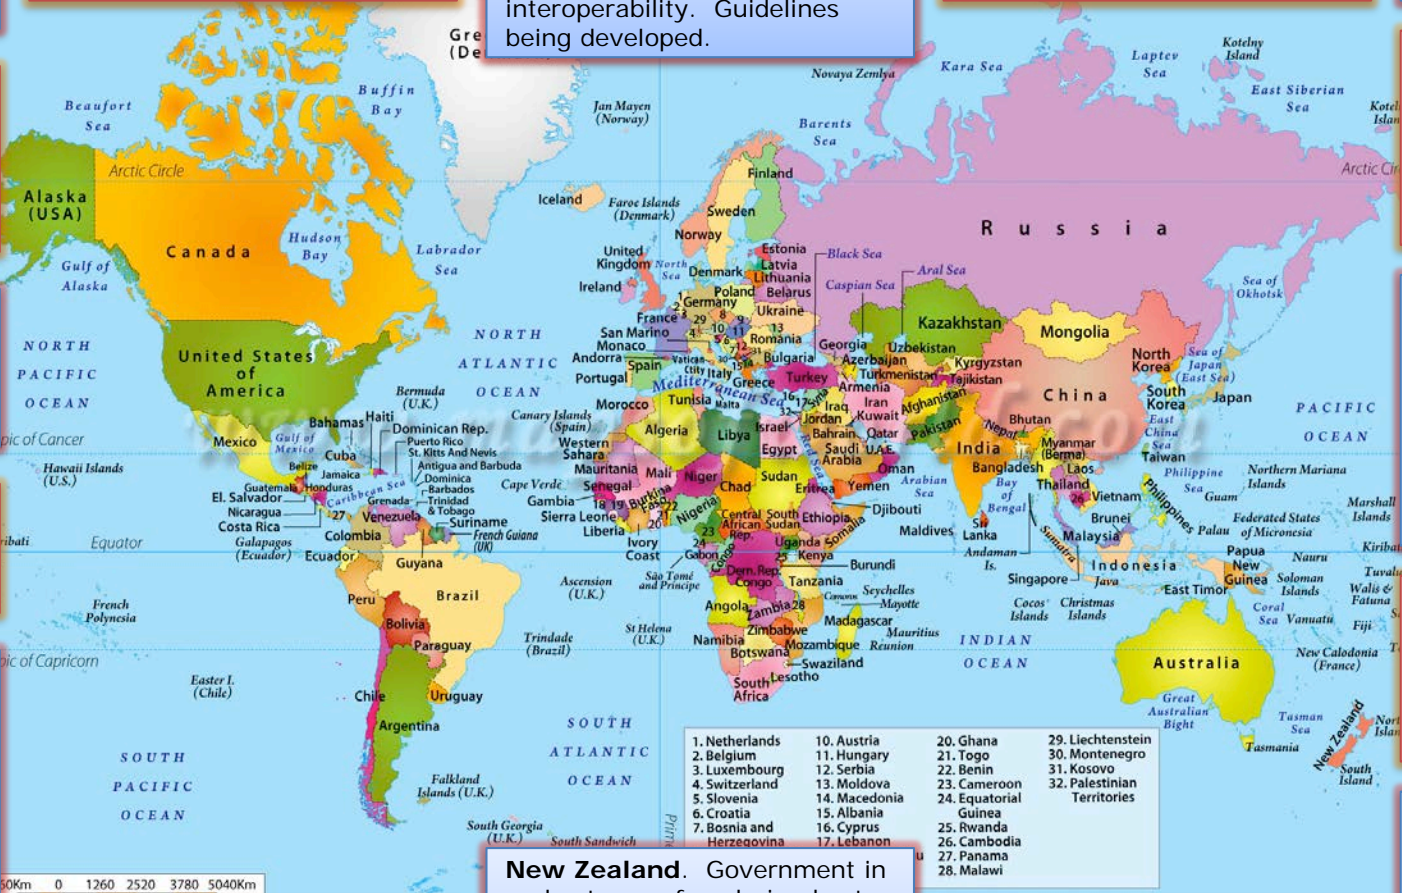 interoperability. Guidelines
being developed.
Gre
(De
Kotelny
Island
Laptev
Sea
Kara Sea
Novaya Zemlya
East Siberian
Sea
Buffin
Bay
Beaufort
Sea
Jan Mayen
(Norway)
Barents
Sea
Arctic Circle
Alaska
(USA)
Canada
Hudson
Bay
Labrador
Sea
Gulf of
Alaska
Iceland
Faroe Islands
(Denmark)
Finland
Sweden
Norway
Russia
United
Kingdom
North
Sea
Ireland
Denmark
Estonia
Latvia
Lithuania
Belarus
Poland
Germany
Ukraine
Black Sea
Caspian Sea
Aral Sea
Sea of
Okhotsk
France
San Marino
Monaco
Andorra
Spain
Portugal
Vatican
Ctity
Italy
Romania
Bulgaria
Greece
Turkey
Georgia
Azerbaijan
Armenia
Kazakhstan
Uzbekistan
Turkmenistan
Kyrgyzstan
Tajikistan
Mongolia
China
North
Korea
South
Korea
Sea of
Japan
(East Sea)
Japan
NORTH
PACIFIC
OCEAN
United States
of
America
NORTH
ATLANTIC
OCEAN
Bermuda
(U.K.)
PACIFIC
OCEAN
Mediterranean Sea
Malta
Tunisia
Morocco
Canary Islands
(Spain)
Western
Sahara
Algeria
Libya
Egypt
Israel
Syria
Jordan
Iraq
Iran
Kuwait
Bahrain
Qatar
Saudi
Arabia
U.A.E.
Oman
Yemen
Red Sea
Afghanistan
Pakistan
India
Nepal
Bhutan
Bangladesh
Myanmar
(Berma)
Laos
Thailand
Vietnam
East
China
Sea
Taiwan
Philippine
Sea
Philippines
Northern Mariana
Islands
Guam
pic of Cancer
Hawaii Islands
(U.S.)
Mexico
Gulf of
Mexico
Bahamas
Haiti
Cuba
Dominican Rep.
Puerto Rico
St. Kitts And Nevis
Antigua and Barbuda
Dominica
Barbados
Trinidad
& Tobago
Grenada
Jamaica
Belize
Guatemala
Honduras
El. Salvador
Nicaragua
Costa Rica
Caribbean Sea
Galapagos
(Ecuador)
Venezuela
Colombia
Ecuador
Suriname
French Guiana
(UK)
Guyana
Cape Verde
Mauritania
Senegal
Gambia
Sierra Leone
Liberia
Ivory
Coast
Mali
Burkina
Faso
Niger
Nigeria
Chad
Sudan
South
Sudan
Eritrea
Djibouti
Ethiopia
Somalia
Central
African
Rep.
Uganda
Kenya
Gabon
Congo
Dem. Rep.
Congo
São Tomé
and Principe
Burundi
Tanzania
Arabian
Sea
Bay
of
Bengal
Maldives
Sri
Lanka
Andaman
Is.
Brunei
Malaysia
Sumatra
Singapore
Indonesia
Java
East Timor
Palau
Federated States
of Micronesia
Marshall
Islands
Nauru
Kiriba
Papua
New
Guinea
Soloman
Islands
Tuvalu
Walis &
Fatuna
ribati
Equator
French
Polynesia
Peru
Brazil
Bolivia
Paraguay
Chile
Argentina
Uruguay
Ascension
(U.K.)
St Helena
(U.K.)
Trindade
(Brazil)
Angola
Zambia
Zimbabwe
Namibia
Botswana
Mozambique
Swaziland
Lesotho
South
Africa
Comoros
Seychelles
Mayotte
Madagascar
Mauritius
Reunion
Cocos
Islands
Christmas
Islands
INDIAN
OCEAN
Coral
Sea
Vanuatu
Fiji
New Calodonia
(France)
Australia
Great
Australian
Bight
Tasman
Sea
Tasmania
New Zealand
South
Island
pic of Capricorn
Easter I.
(Chile)
SOUTH
PACIFIC
OCEAN
SOUTH
ATLANTIC
OCEAN
Falkland
Islands (U.K.)
South Georgia
(U.K.)
South Sandwich
1. Netherlands
2. Belgium
3. Luxembourg
4. Switzerland
5. Slovenia
6. Croatia
7. Bosnia and
Herzegovina
10. Austria
11. Hungary
12. Serbia
13. Moldova
14. Macedonia
15. Albania
16. Cyprus
17. Lebanon
20. Ghana
21. Togo
22. Benin
23. Cameroon
24. Equatorial
Guinea
25. Rwanda
26. Cambodia
27. Panama
28. Malawi
29. Liechtenstein
30. Montenegro
31. Kosovo
32. Palestinian
Territories
0 1260 2520 3780 5040Km
New Zealand. Government in